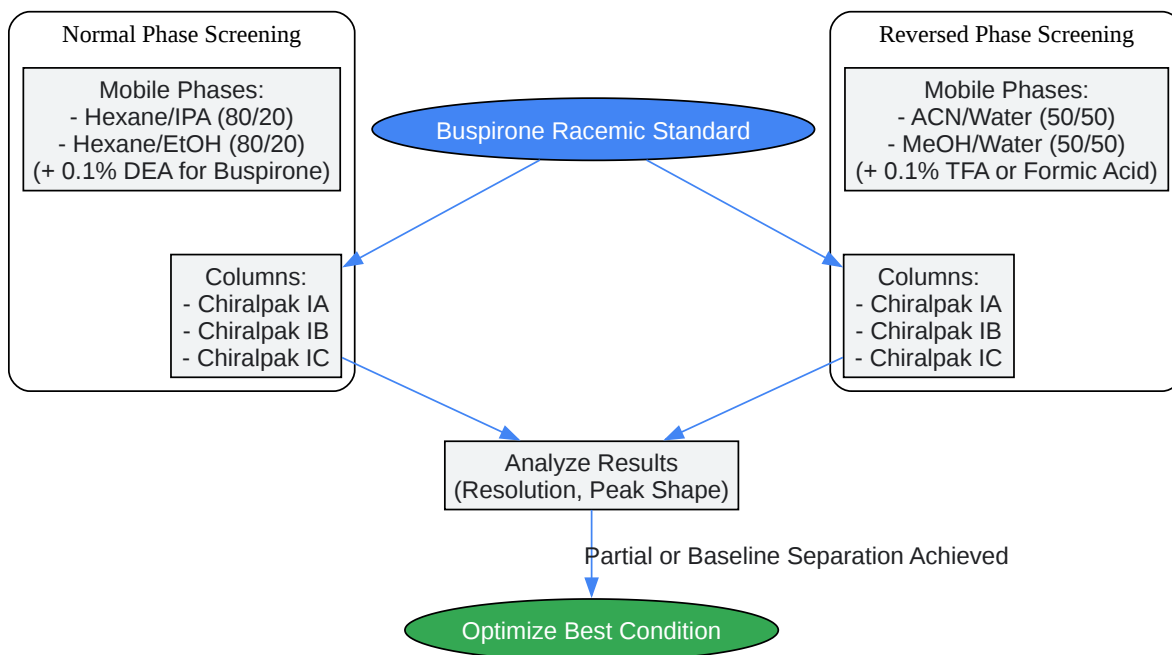 Normal Phase Screening
Mobile Phases:
- Hexane/IPA (80/20)
- Hexane/EtOH (80/20)
(+ 0.1% DEA for Buspirone)
Columns:
- Chiralpak IA
- Chiralpak IB
- Chiralpak IC
Buspirone Racemic Standard
Reversed Phase Screening
Mobile Phases:
- ACN/Water (50/50)
- MeOH/Water (50/50)
(+ 0.1% TFA or Formic Acid)
Columns:
- Chiralpak IA
- Chiralpak IB
- Chiralpak IC
Analyze Results
(Resolution, Peak Shape)
Partial or Baseline Separation Achieved
Optimize Best Condition